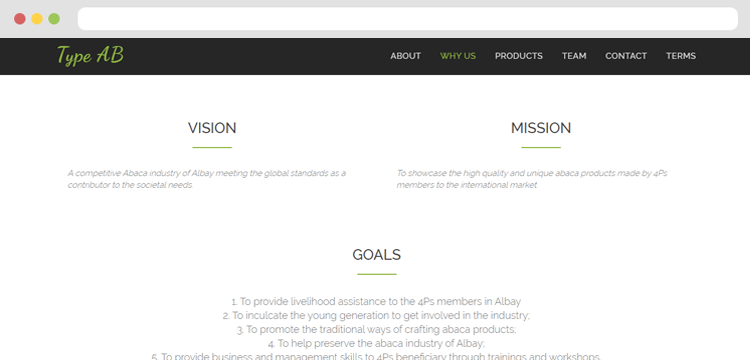 Type AB
ABOUT WHY US PRODUCTS TEAM CONTACT TERMS
VISION
A competitive Abaca industry of Albay meeting the global standards as a
contributor to the societal needs.
MISSION
To showcase the high quality and unique abaca products made by 4Ps
members to the international market.
GOALS
1. To provide livelihood assistance to the 4Ps members in Albay
2. To inculcate the young generation to get involved in the industry;
3. To promote the traditional ways of crafting abaca products;
4. To help preserve the abaca industry of Albay;
5. To provide business and management skills to 4Ps beneficiary through trainings and workshops.